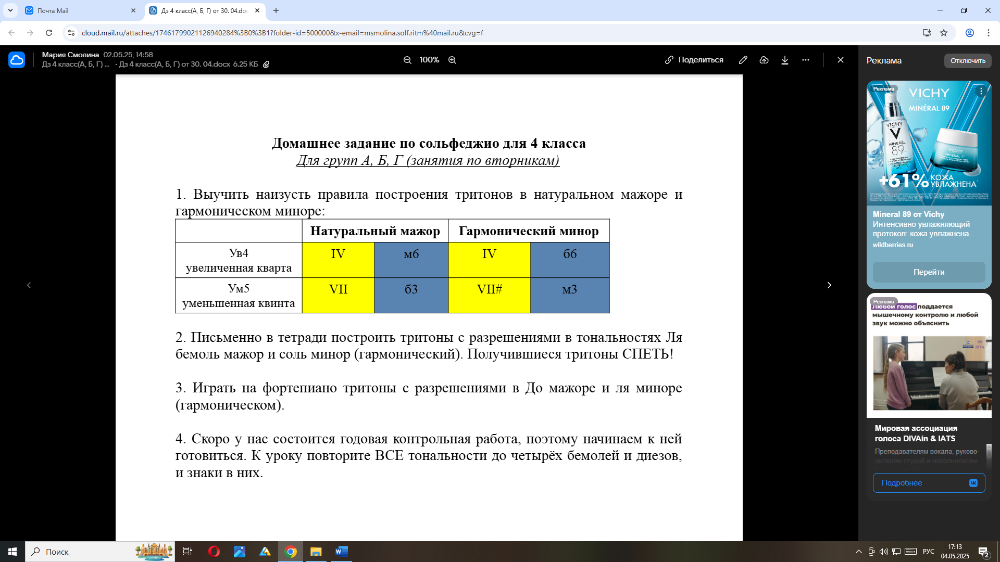 Почта Mail
Дз 4 класс(А, Б, Г) от 30. 04.doc
cloud.mail.ru/attaches/17461799021126940284%3B0%3B1?folder-id=500000&x-email=msmolina.solf.ritm%40mail.ru&cvg=f
Мария Смолина 02.05.25, 14:58
Дз 4 класс(А, Б, Г) ... · Дз 4 класс(А, Б, Г) от 30. 04.docx 6.25 КБ
100%
Поделиться
Домашнее задание по сольфеджио для 4 класса
Для групп А, Б, Г (занятия по вторникам)
1. Выучить наизусть правила построения тритонов в натуральном мажоре и
гармоническом миноре:
Натуральный мажор Гармонический минор
Ув4
увеличенная кварта
IV м6 IV б6
Ум5
уменьшенная квинта
VII б3 VII# м3
2. Письменно в тетради построить тритоны с разрешениями в тональностях Ля
бемоль мажор и соль минор (гармонический). Получившиеся тритоны СПЕТЬ!
3. Играть на фортепиано тритоны с разрешениями в До мажоре и ля миноре
(гармоническом).
4. Скоро у нас состоится годовая контрольная работа, поэтому начинаем к ней
готовиться. К уроку повторите ВСЕ тональности до четырёх бемолей и диезов,
и знаки в них.
Реклама
Отключить
Реклама
VICHY
MINÉRAL 89
VICHY
MINÉRAL
89
VICHY
+61% КОЖА
УВЛАЖНЕНА
Mineral 89 от Vichy
Интенсивно увлажняющий
протокол: кожа увлажнена...
wildberries.ru
Перейти
Реклама
Любой голос поддается
мышечному контролю и любой
звук можно объяснить
DIVA
Мировая ассоциация
голоса DIVAin & IATS
Преподавателям вокала, руково-
дителям студий и исполнителям
Подробнее
Поиск
РУС
17:13
04.05.2025
2